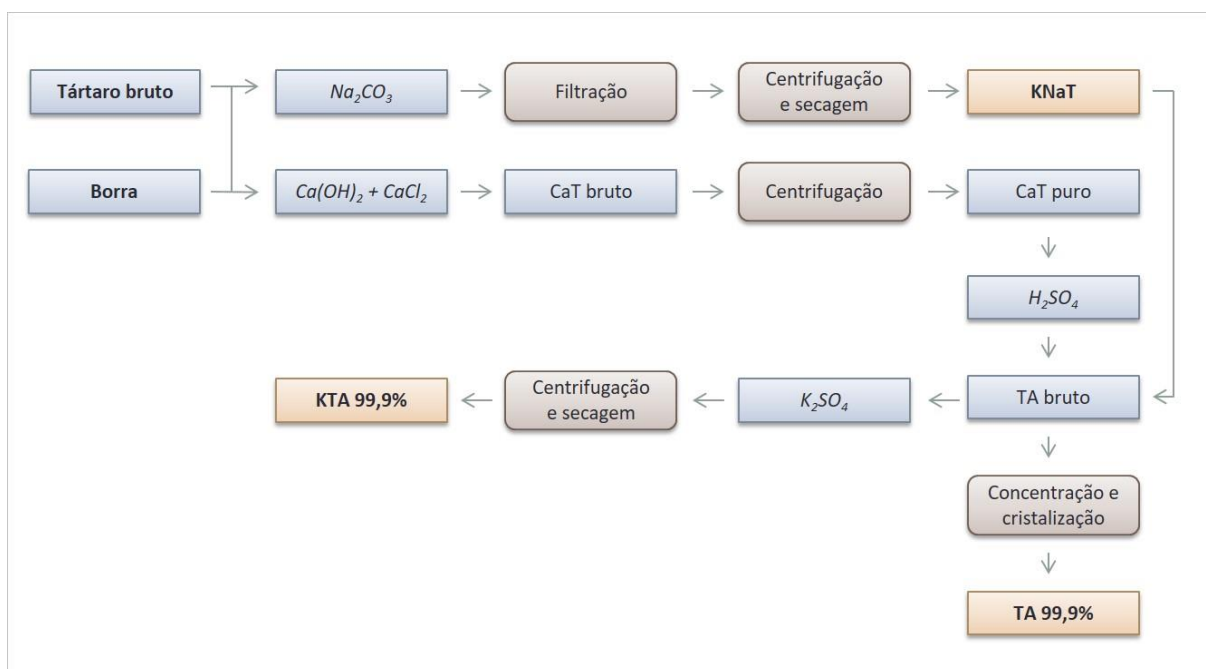 Tártaro bruto
Na₂CO₃
Filtração
Centrifugação
e secagem
KNaT
Borra
Ca(OH)₂ + CaCl₂
CaT bruto
Centrifugação
CaT puro
H₂SO₄
KTA 99,9%
Centrifugação
e secagem
K₂SO₄
TA bruto
Concentração e
cristalização
TA 99,9%